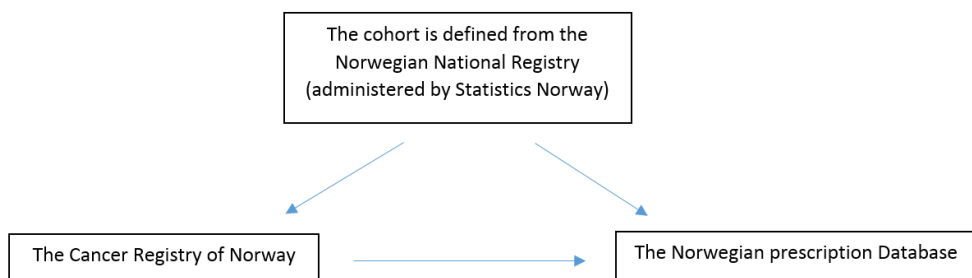 The cohort is defined from the
Norwegian National Registry
(administered by Statistics Norway)
The Cancer Registry of Norway
The Norwegian prescription Database